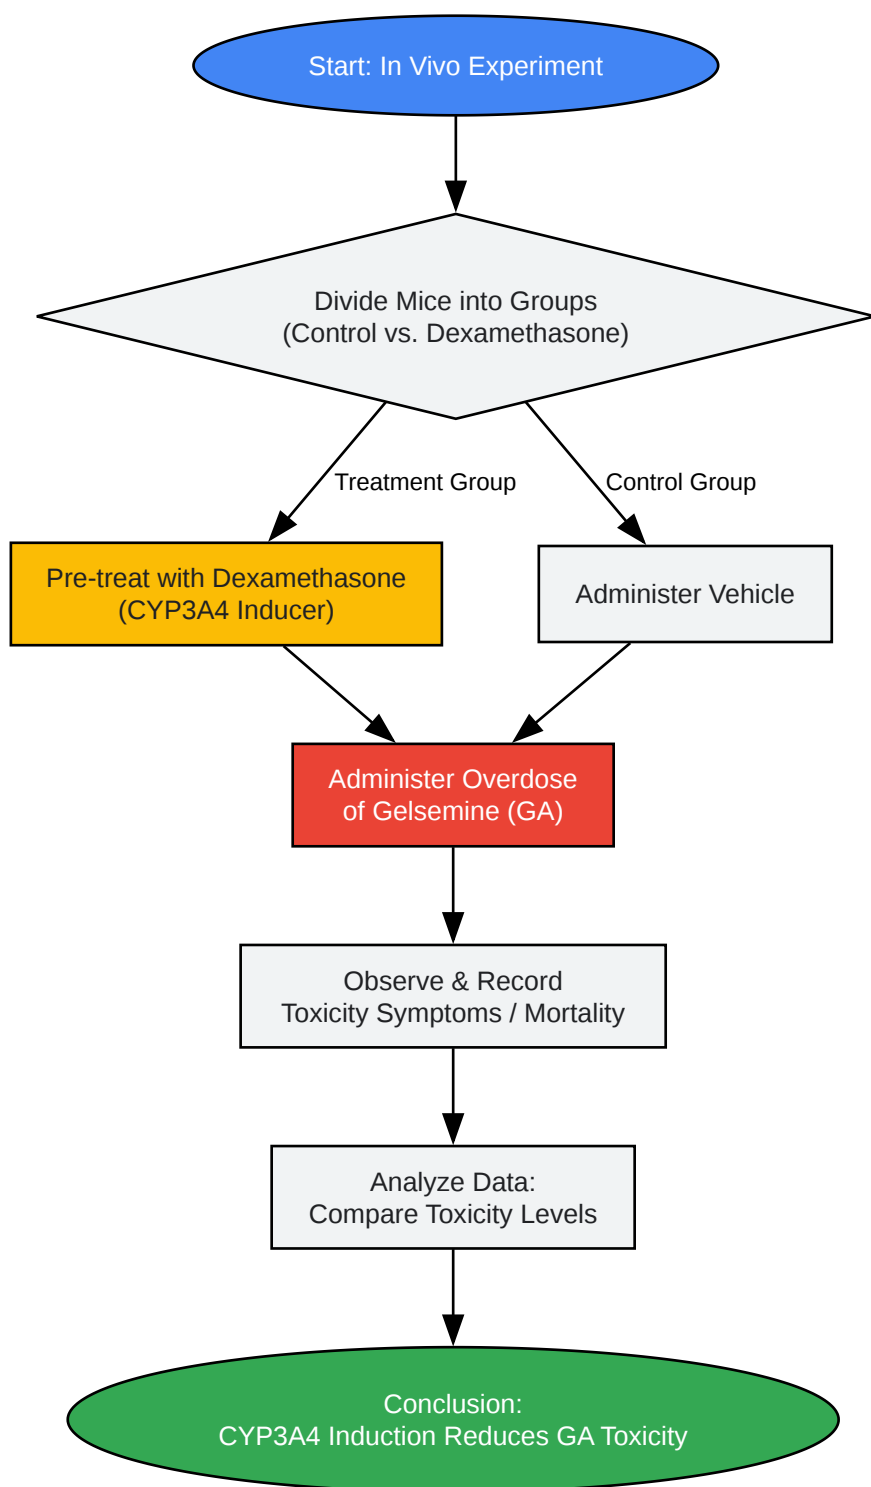 Start: In Vivo Experiment
Divide Mice into Groups
(Control vs. Dexamethasone)
Treatment Group
Control Group
Pre-treat with Dexamethasone
(CYP3A4 Inducer)
Administer Vehicle
Administer Overdose
of Gelsemine (GA)
Observe & Record
Toxicity Symptoms / Mortality
Analyze Data:
Compare Toxicity Levels
Conclusion:
CYP3A4 Induction Reduces GA Toxicity